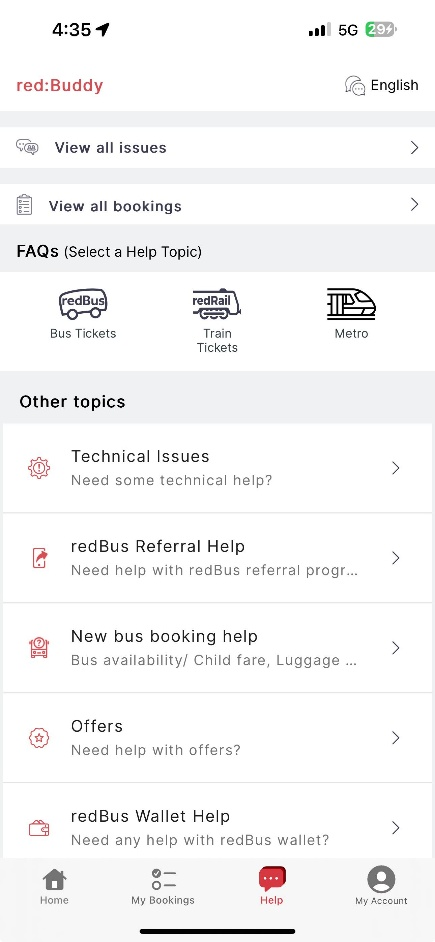 4:35
5G
29
red:Buddy
English
View all issues
View all bookings
FAQs (Select a Help Topic)
redBus
redRail
Bus Tickets
Train
Tickets
Metro
Other topics
Technical Issues
Need some technical help?
redBus Referral Help
Need help with redBus referral progr...
New bus booking help
Bus availability/ Child fare, Luggage ...
Offers
Need help with offers?
redBus Wallet Help
Need any help with redBus wallet?
Home
My Bookings
Help
My Account